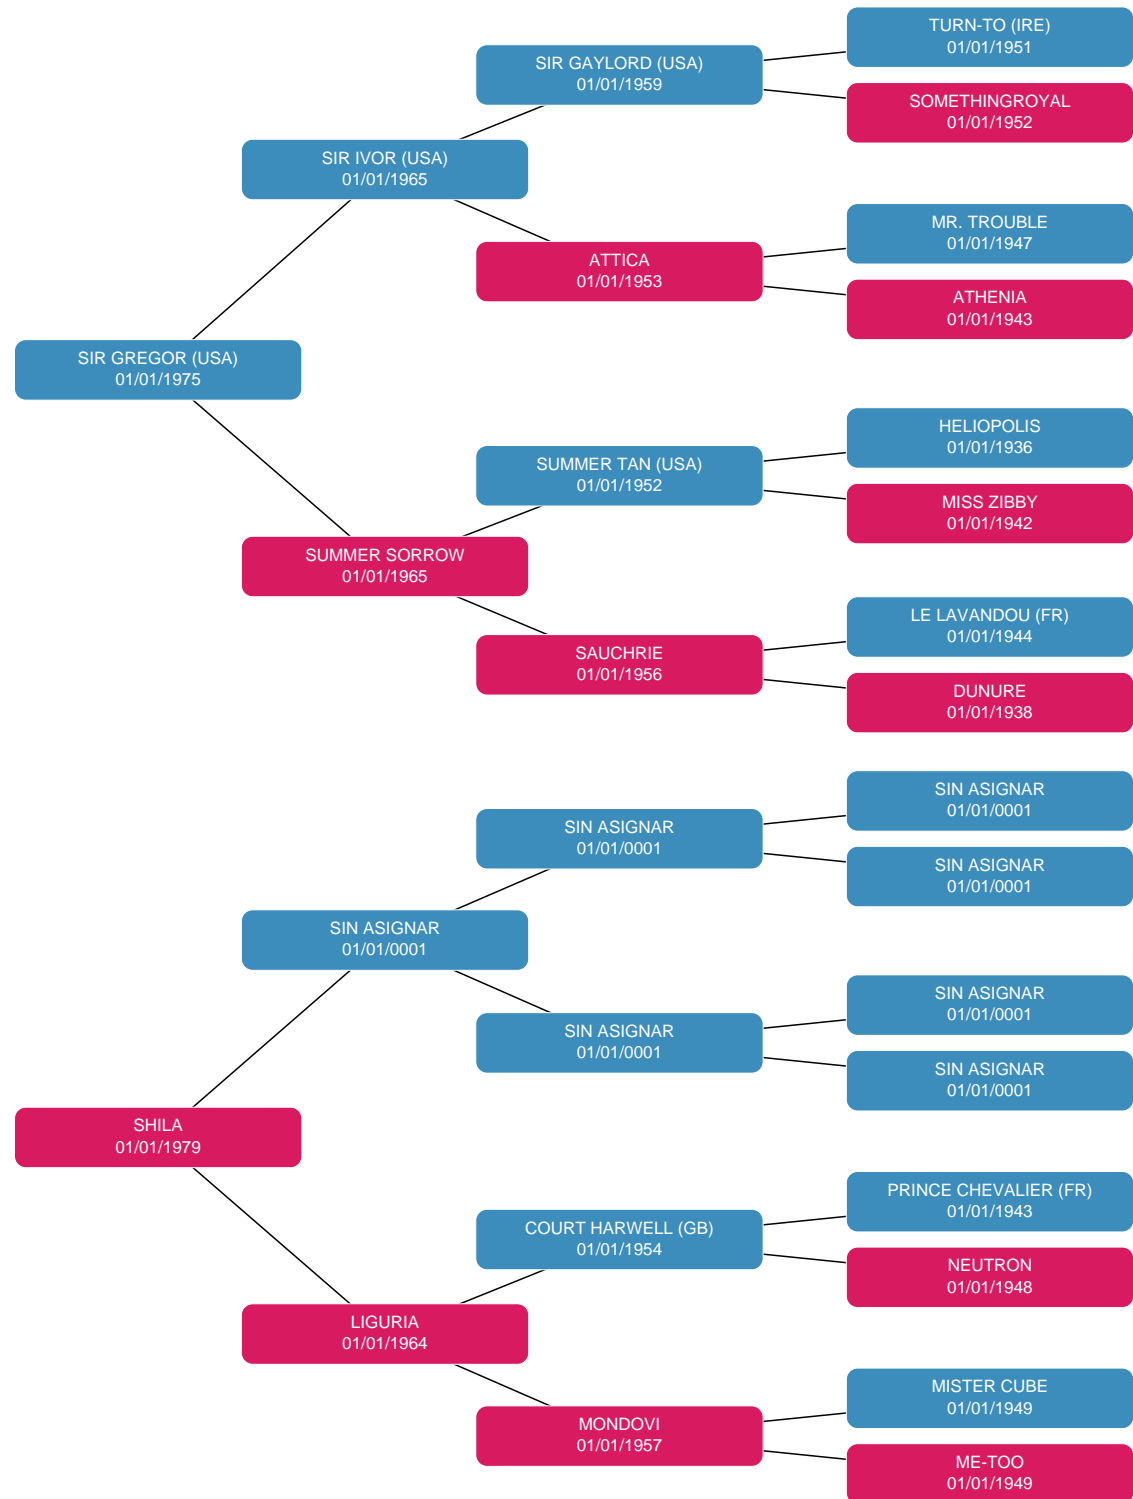 TURN-TO (IRE)
01/01/1951
SIR GAYLORD (USA)
01/01/1959
SOMETHINGROYAL
01/01/1952
SIR IVOR (USA)
01/01/1965
MR. TROUBLE
01/01/1947
ATTICA
01/01/1953
ATHENIA
01/01/1943
SIR GREGOR (USA)
01/01/1975
HELIOPOLIS
01/01/1936
SUMMER TAN (USA)
01/01/1952
MISS ZIBBY
01/01/1942
SUMMER SORROW
01/01/1965
LE LAVANDOU (FR)
01/01/1944
SAUCHRIE
01/01/1956
DUNURE
01/01/1938
SIN ASIGNAR
01/01/0001
SIN ASIGNAR
01/01/0001
SIN ASIGNAR
01/01/0001
SIN ASIGNAR
01/01/0001
SIN ASIGNAR
01/01/0001
SIN ASIGNAR
01/01/0001
SIN ASIGNAR
01/01/0001
SHILA
01/01/1979
PRINCE CHEVALIER (FR)
01/01/1943
COURT HARWELL (GB)
01/01/1954
NEUTRON
01/01/1948
LIGURIA
01/01/1964
MISTER CUBE
01/01/1949
MONDOVI
01/01/1957
ME-TOO
01/01/1949